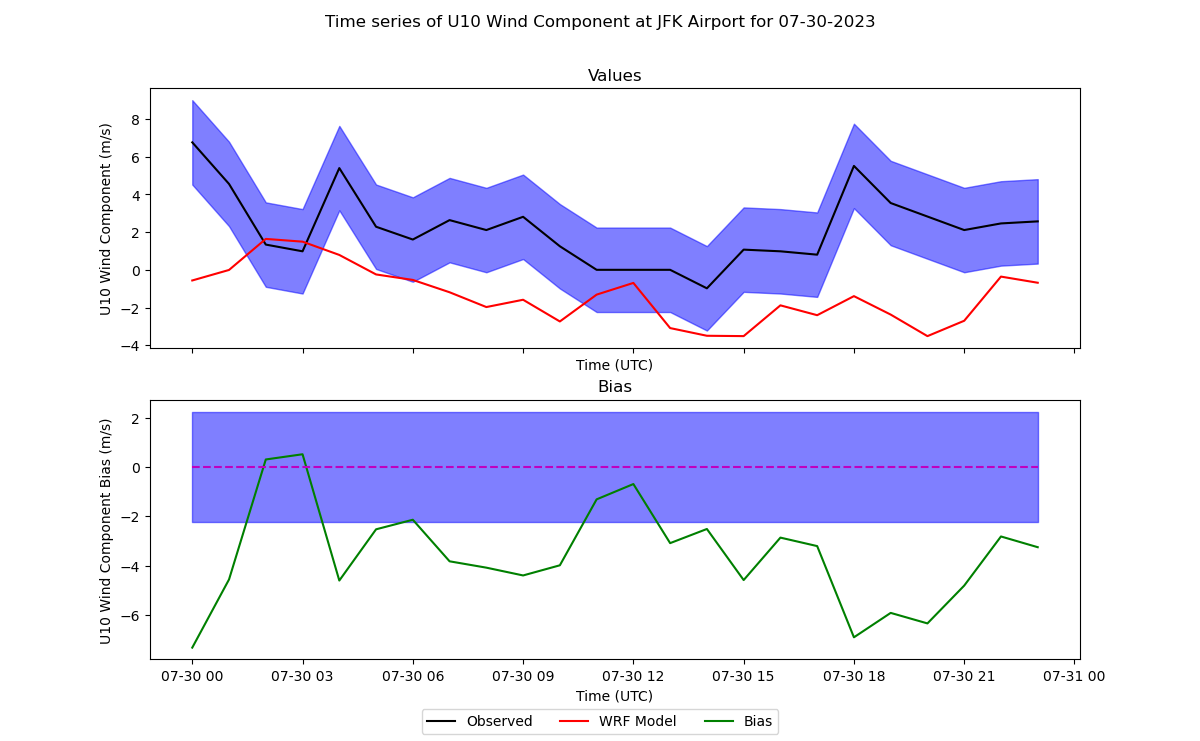 Time series of U10 Wind Component at JFK Airport for 07-30-2023
Values
U10 Wind Component (m/s)
8
6
4
2
0
−2
−4
Time (UTC)
Bias
U10 Wind Component Bias (m/s)
2
0
−2
−4
−6
07-30 00 07-30 03 07-30 06 07-30 09 07-30 12 07-30 15 07-30 18 07-30 21 07-31 00
Time (UTC)
Observed WRF Model Bias